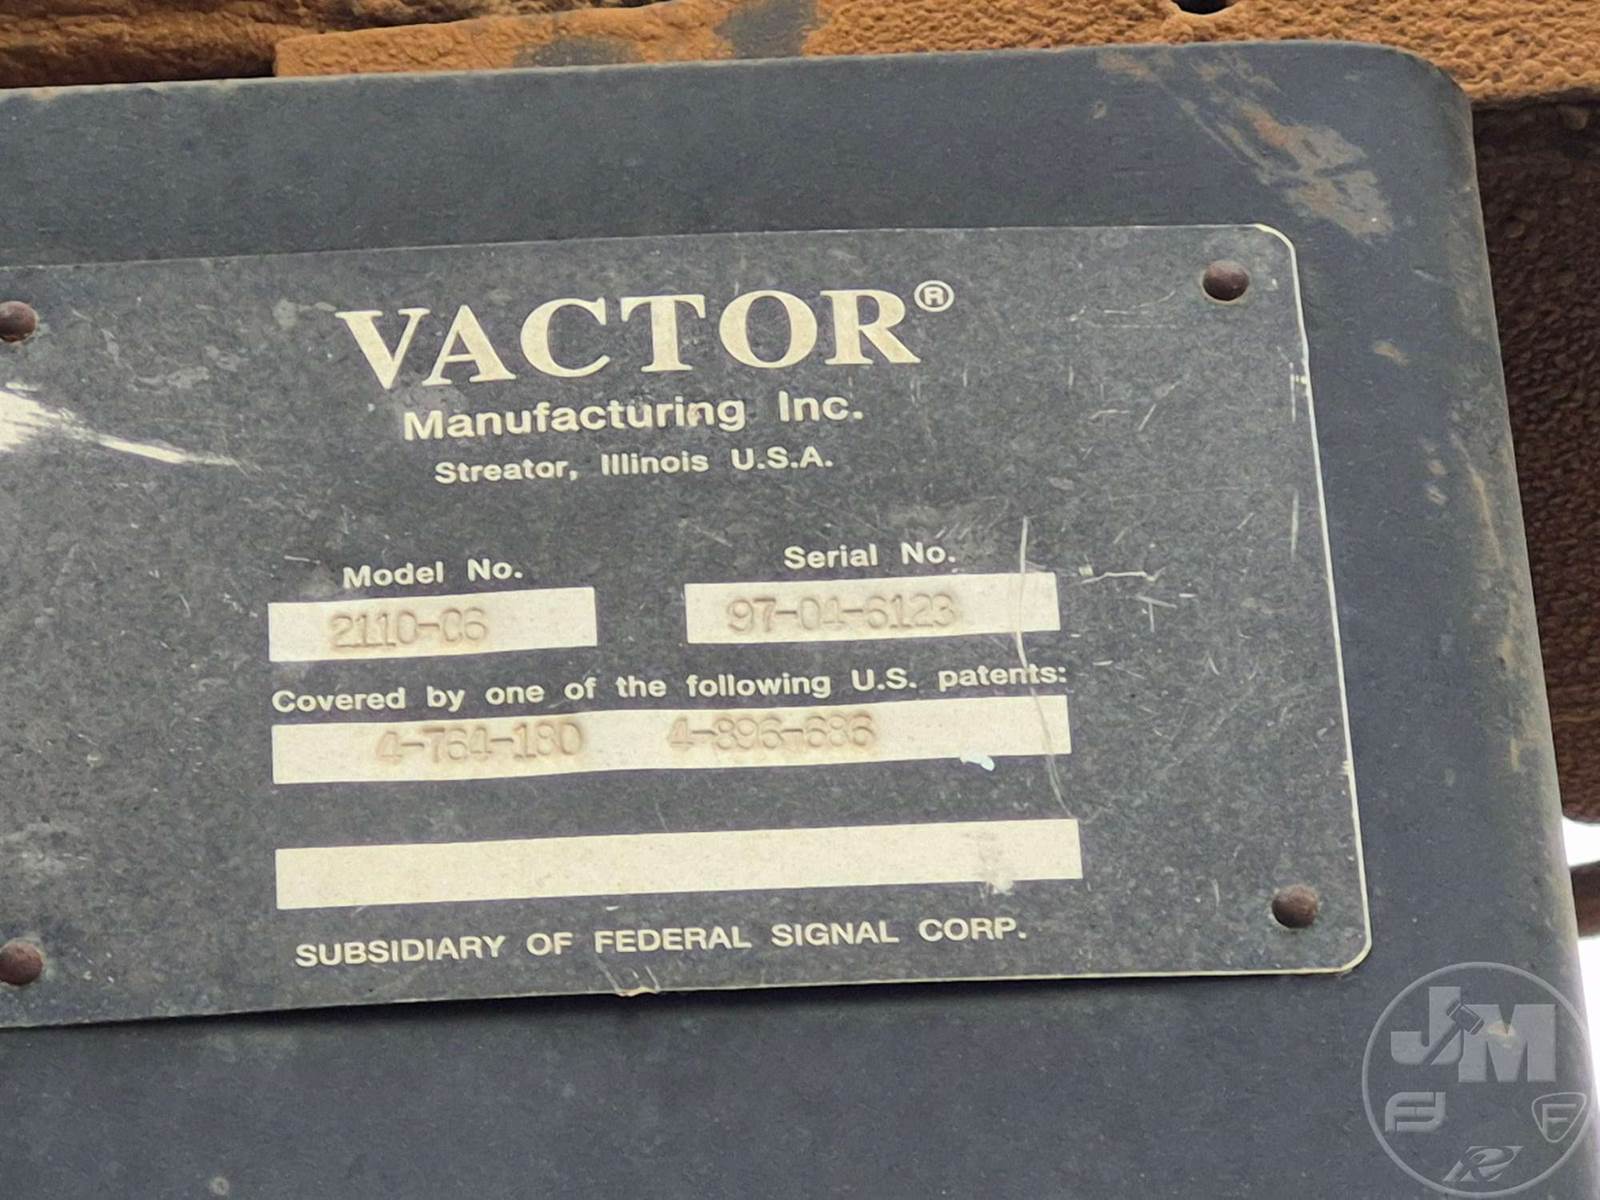 VACTOR®
Manufacturing Inc.
Streator, Illinois U.S.A.
Model No. Serial No.
2110-C6 97-04-6123
Covered by one of the following U.S. patents:
4-764-180 4-896-686
SUBSIDIARY OF FEDERAL SIGNAL CORP.
JM